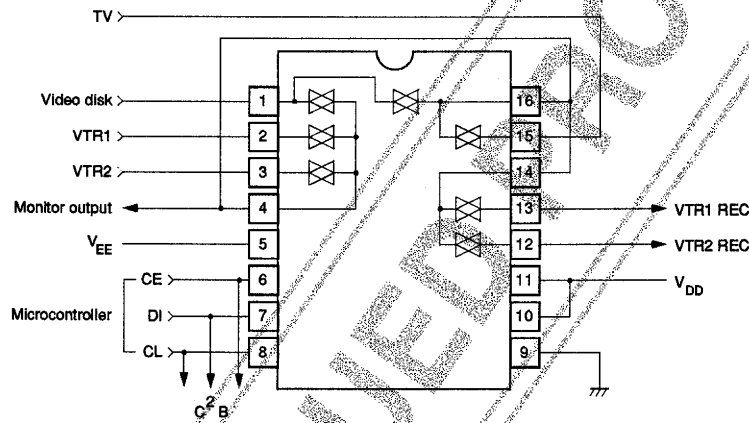 TV
Video disk
VTR1
VTR2
Monitor output
VEE
CE
Microcontroller
DI
CL
C2B
1
2
3
4
5
6
7
8
16
15
14
13
12
11
10
9
VTR1 REC
VTR2 REC
VDD